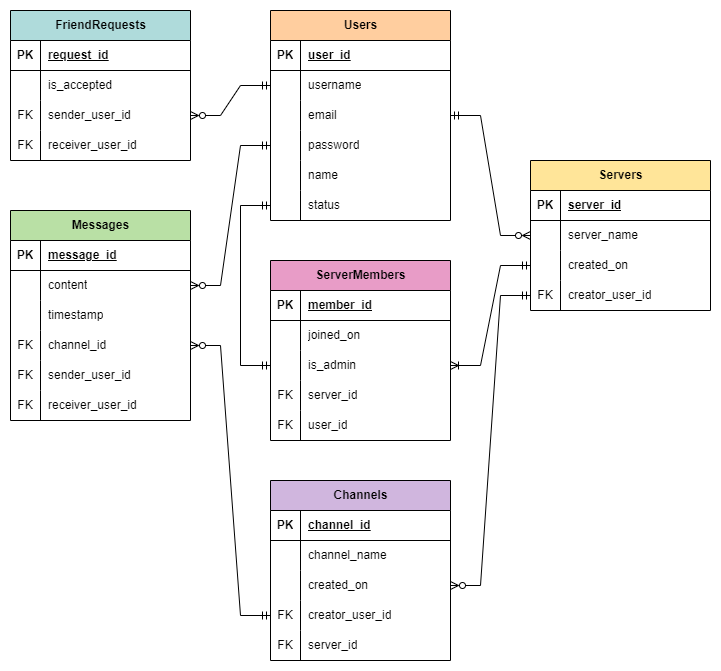 FriendRequests
PK request_id
is_accepted
FK sender_user_id
FK receiver_user_id
Users
PK user_id
username
email
password
name
status
Servers
PK server_id
server_name
created_on
FK creator_user_id
Messages
PK message_id
content
timestamp
FK channel_id
FK sender_user_id
FK receiver_user_id
ServerMembers
PK member_id
joined_on
is_admin
FK server_id
FK user_id
Channels
PK channel_id
channel_name
created_on
FK creator_user_id
FK server_id